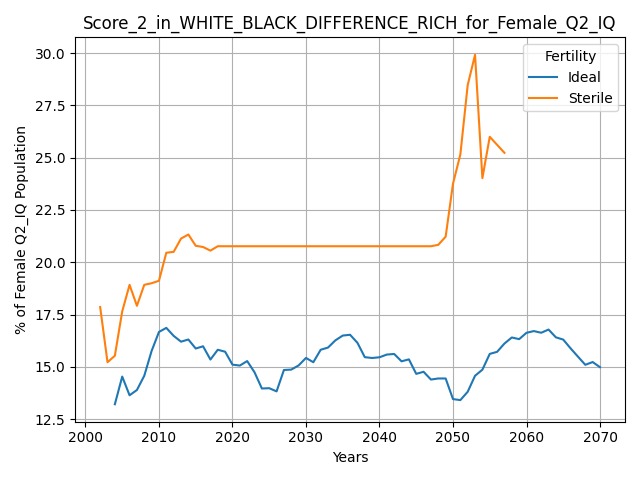 Score_2_in_WHITE_BLACK_DIFFERENCE_RICH_for_Female_Q2_IQ
Fertility
Ideal
Sterile
% of Female Q2_IQ Population
30.0
27.5
25.0
22.5
20.0
17.5
15.0
12.5
2000 2010 2020 2030 2040 2050 2060 2070
Years